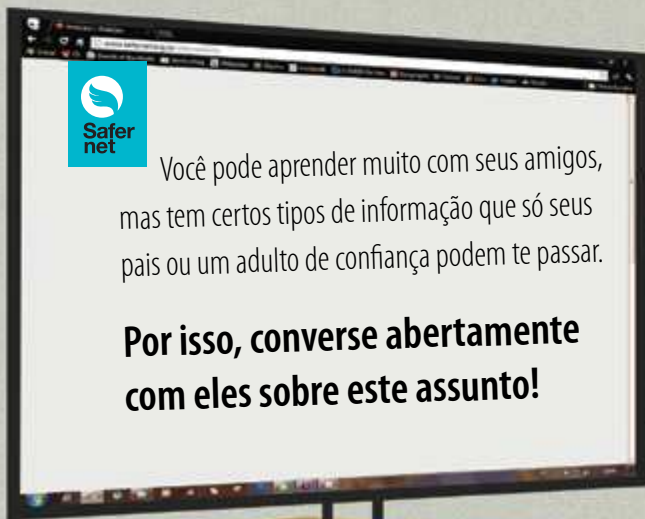 Safer
net
Você pode aprender muito com seus amigos,
mas tem certos tipos de informação que só seus
pais ou um adulto de confiança podem te passar.
Por isso, converse abertamente
com eles sobre este assunto!